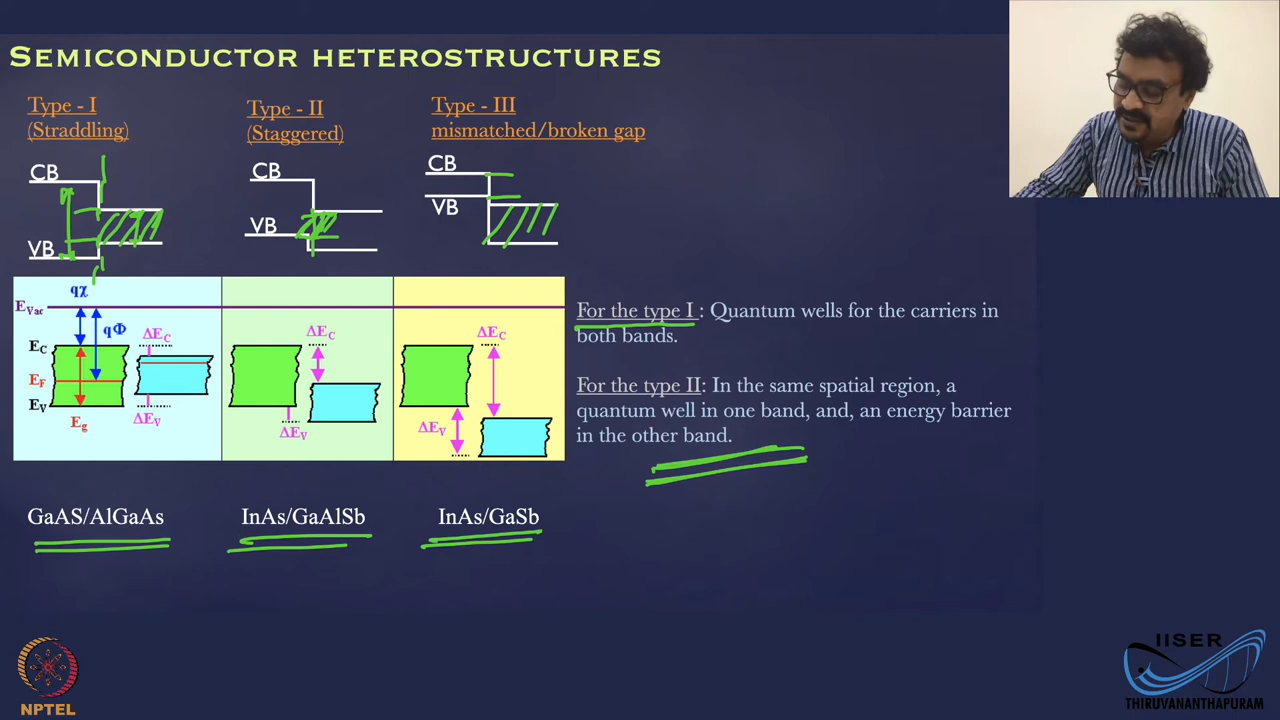 SEMICONDUCTOR HETEROSTRUCTURES
Type - I
(Straddling)
CB
VB
Type - II
(Staggered)
CB
VB
Type - III
mismatched/broken gap
CB
VB
qχ
E_Vac
qΦ
E_C
E_F
E_V
E_g
ΔE_C
ΔE_V
ΔE_C
ΔE_V
ΔE_C
ΔE_V
For the type I : Quantum wells for the carriers in
both bands.
For the type II: In the same spatial region, a
quantum well in one band, and, an energy barrier
in the other band.
GaAS/AlGaAs
InAs/GaAlSb
InAs/GaSb
NPTEL
IISER
THIRUVANANTHAPURAM